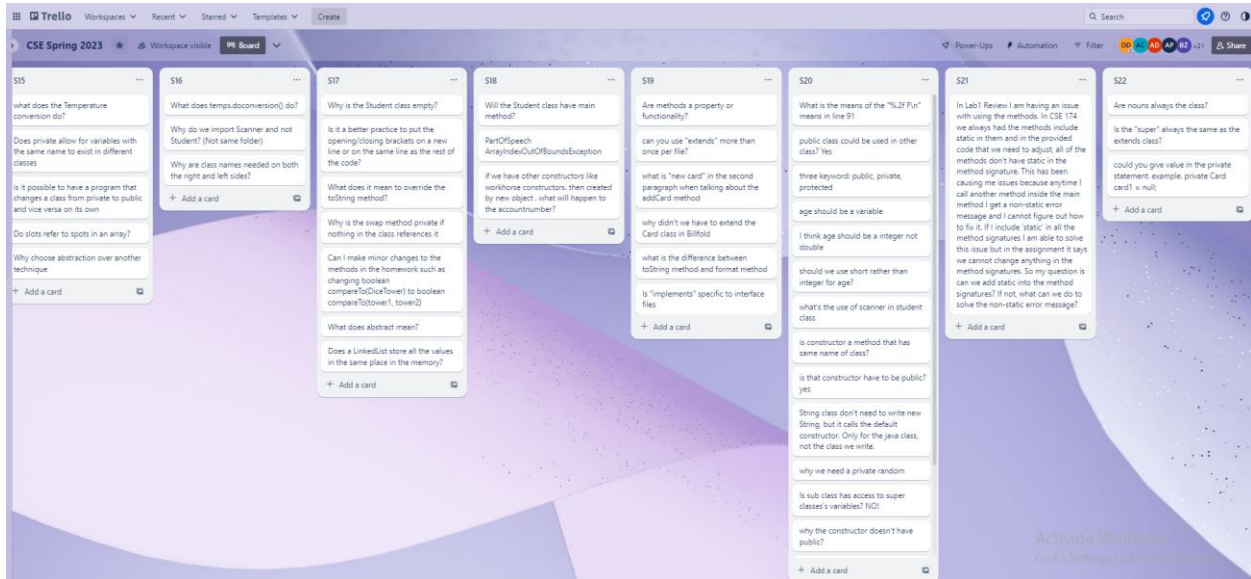 Trello Workspaces Recent Starred Templates Create Search
CSE Spring 2023 Workspace visible Board Power-Ups Automation Filter DD AC AD AP BZ +21 Share
S15
what does the Temperature
conversion do?
Does private allow for variables with
the same name to exist in different
classes
is it possible to have a program that
changes a class from private to public
and vice versa on its own
Do slots refer to spots in an array?
Why choose abstraction over another
technique
+ Add a card
S16
What does temps.doconversion() do?
Why do we import Scanner and not
Student? (Not same folder)
Why are class names needed on both
the right and left sides?
+ Add a card
S17
Why is the Student class empty?
Is it a better practice to put the
opening/closing brackets on a new
line or on the same line as the rest of
the code?
What does it mean to override the
toString method?
Why is the swap method private if
nothing in the class references it
Can I make minor changes to the
methods in the homework such as
changing boolean
compareTo(DiceTower) to boolean
compareTo(tower1, tower2)
What does abstract mean?
Does a LinkedList store all the values
in the same place in the memory?
+ Add a card
S18
Will the Student class have main
method?
PartOfSpeech
ArrayIndexOutOfBoundsException
if we have other constructors like
workhorse constructors. then created
by new object . what will happen to
the accountnumber?
+ Add a card
S19
Are methods a property or
functionality?
can you use "extends" more than
once per file?
what is "new card" in the second
paragraph when talking about the
addCard method
why didn't we have to extend the
Card class in Billfold
what is the difference between
toString method and format method
Is "implements" specific to interface
files
+ Add a card
S20
What is the means of the "%.2f F\n"
means in line 91
public class could be used in other
class? Yes
three keyword: public, private,
protected
age should be a variable
I think age should be a integer not
double
should we use short rather than
integer for age?
what's the use of scanner in student
class
is constructor a method that has
same name of class?
is that constructor have to be public?
yes
String class don't need to write new
String, but it calls the default
constructor. Only for the java class,
not the class we write.
why we need a private random
Is sub class has access to super
classes's variables? NO!
why the constructor doesn't have
public?
+ Add a card
S21
In Lab1 Review I am having an issue
with using the methods. In CSE 174
we always had the methods include
static in them and in the provided
code that we need to adjust, all of the
methods don't have static in the
method signature. This has been
causing me issues because anytime I
call another method inside the main
method I get a non-static error
message and I cannot figure out how
to fix it. If I include 'static' in all the
method signatures I am able to solve
this issue but in the assignment it says
we cannot change anything in the
method signatures. So my question is
can we add static into the method
signatures? If not, what can we do to
solve the non-static error message?
+ Add a card
S22
Are nouns always the class?
Is the "super" always the same as the
extends class?
could you give value in the private
statement. example. private Card
card1 = null;
+ Add a card
Activate Windows
Go to Settings to